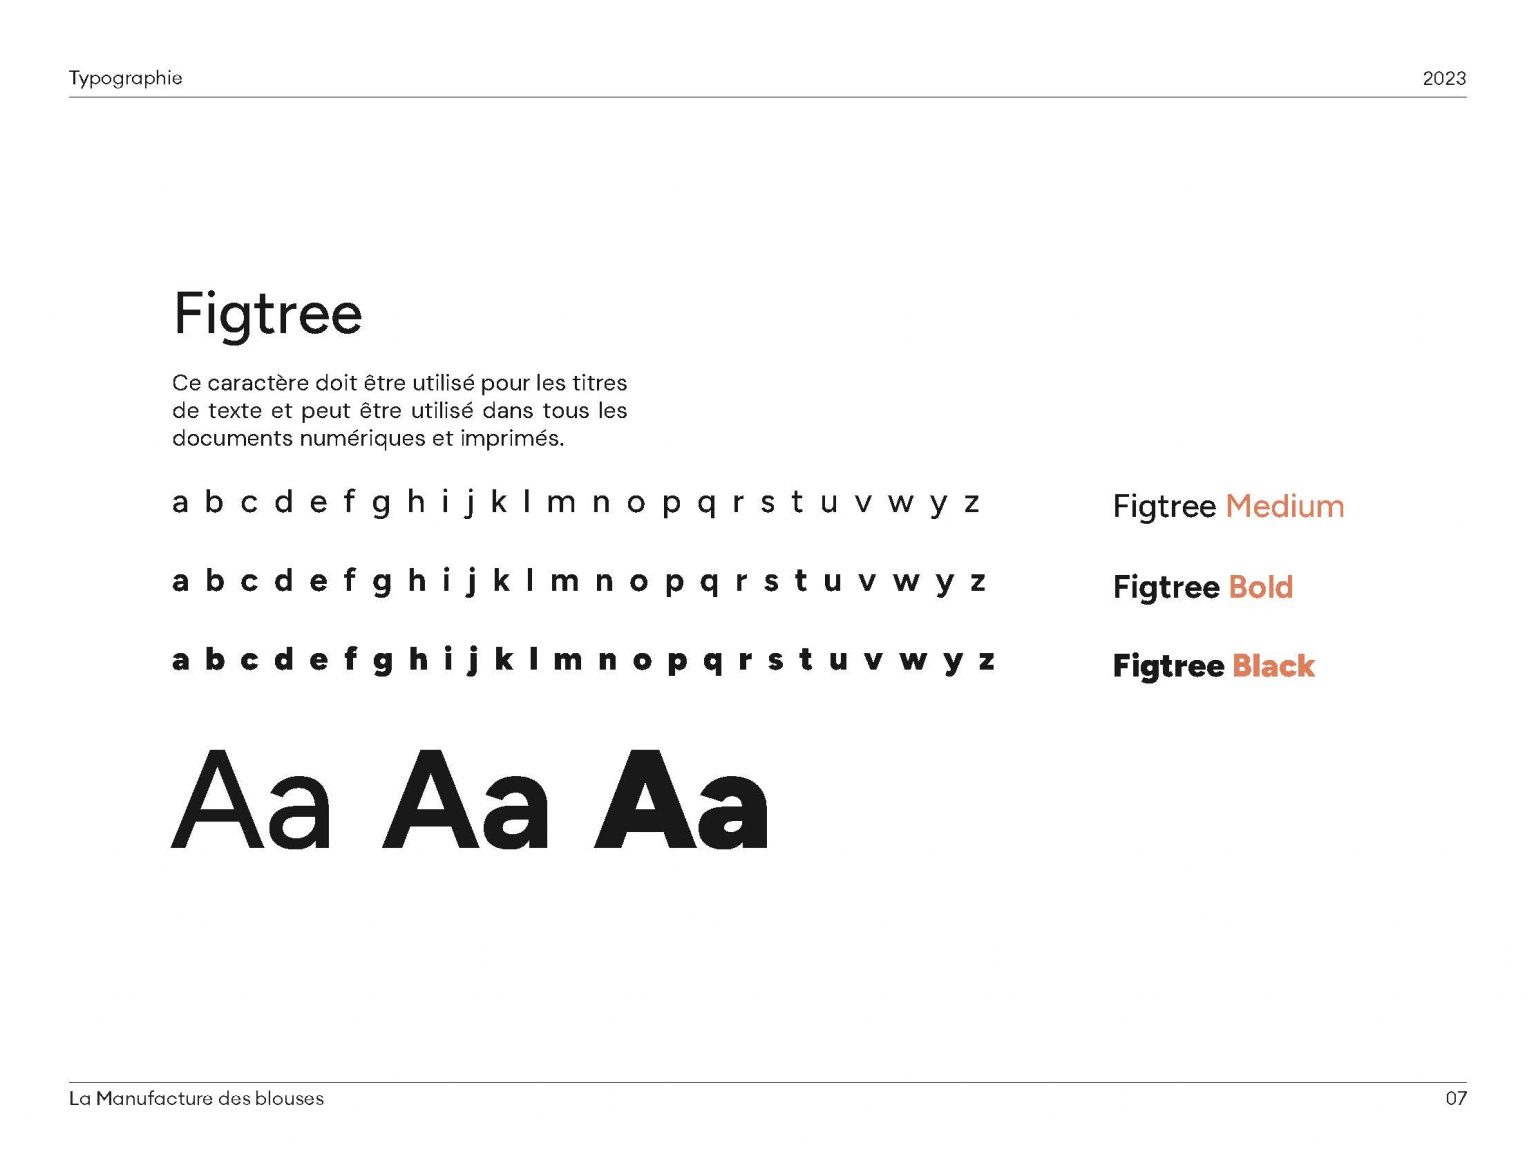 Typographie 2023
Figtree
Ce caractère doit être utilisé pour les titres
de texte et peut être utilisé dans tous les
documents numériques et imprimés.
a b c d e f g h i j k l m n o p q r s t u v w y z Figtree Medium
a b c d e f g h i j k l m n o p q r s t u v w y z Figtree Bold
a b c d e f g h i j k l m n o p q r s t u v w y z Figtree Black
Aa Aa Aa
La Manufacture des blouses 07